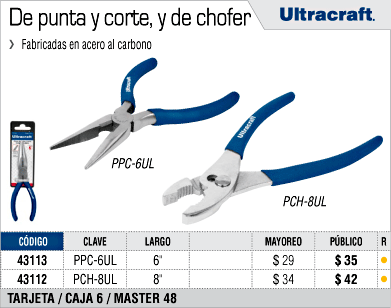 De punta y corte, y de chofer
Ultracraft®
❯ Fabricadas en acero al carbono
Ultracraft
PPC-6UL
Ultracraft
PCH-8UL
CÓDIGO CLAVE LARGO MAYOREO PÚBLICO R
43113 PPC-6UL 6" $ 29 $ 35 ●
43112 PCH-8UL 8" $ 34 $ 42 ●
TARJETA / CAJA 6 / MASTER 48